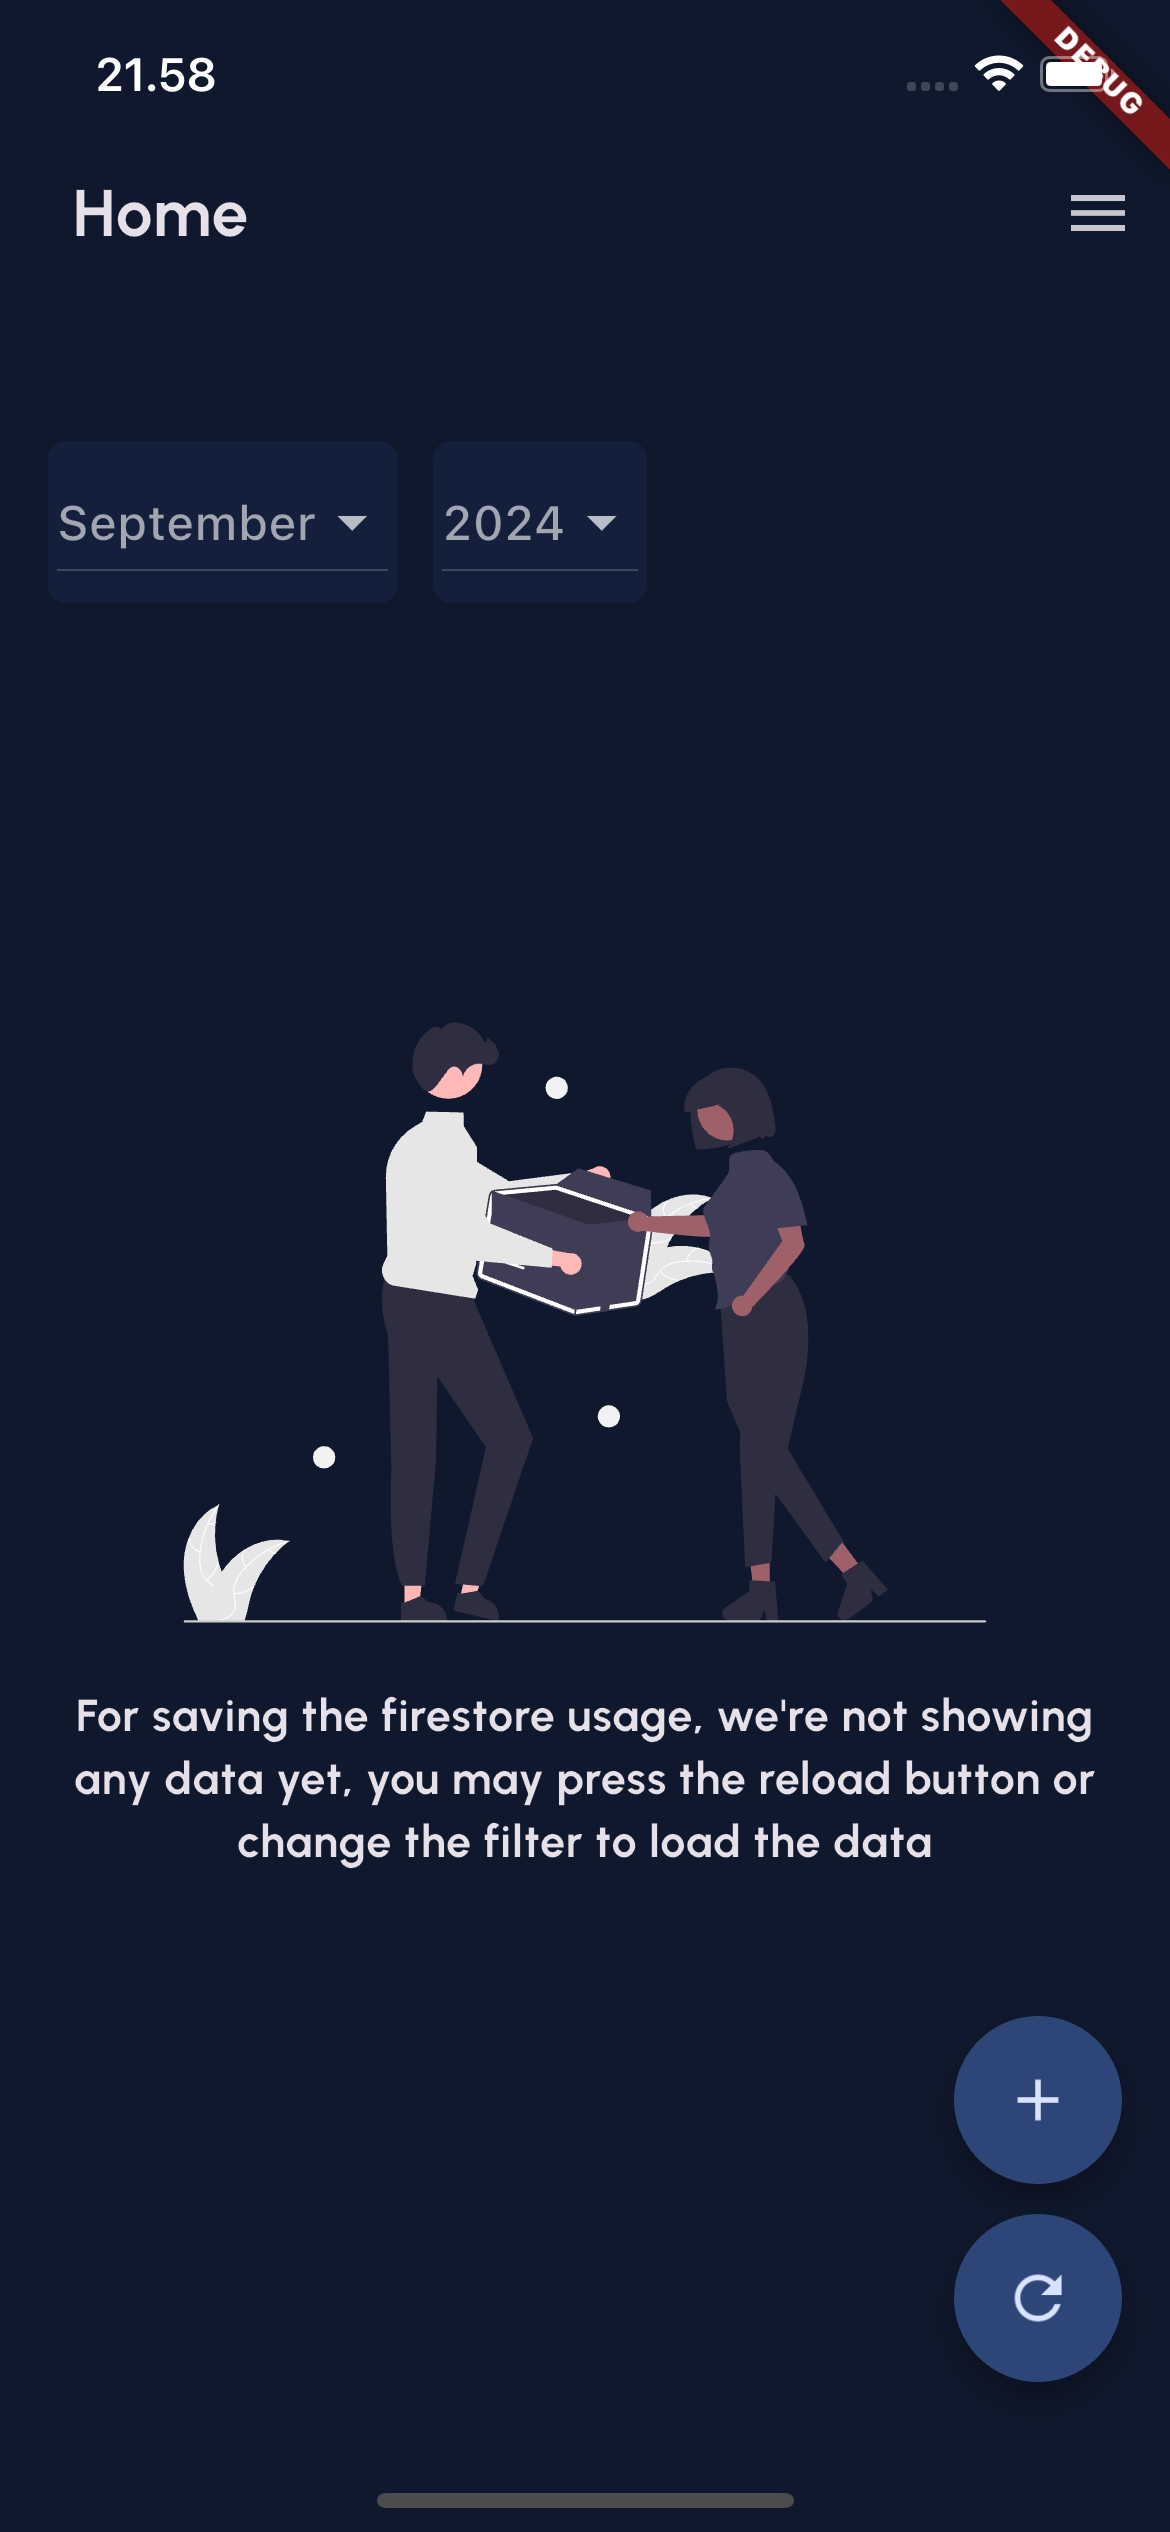 21.58
DEBUG
Home
September
2024
For saving the firestore usage, we're not showing
any data yet, you may press the reload button or
change the filter to load the data